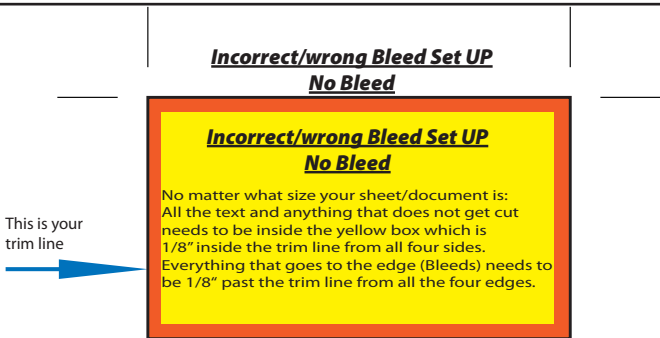 Incorrect/wrong Bleed Set UP
No Bleed
Incorrect/wrong Bleed Set UP
No Bleed
No matter what size your sheet/document is:
All the text and anything that does not get cut
needs to be inside the yellow box which is
1/8” inside the trim line from all four sides.
Everything that goes to the edge (Bleeds) needs to
be 1/8” past the trim line from all the four edges.
This is your
trim line